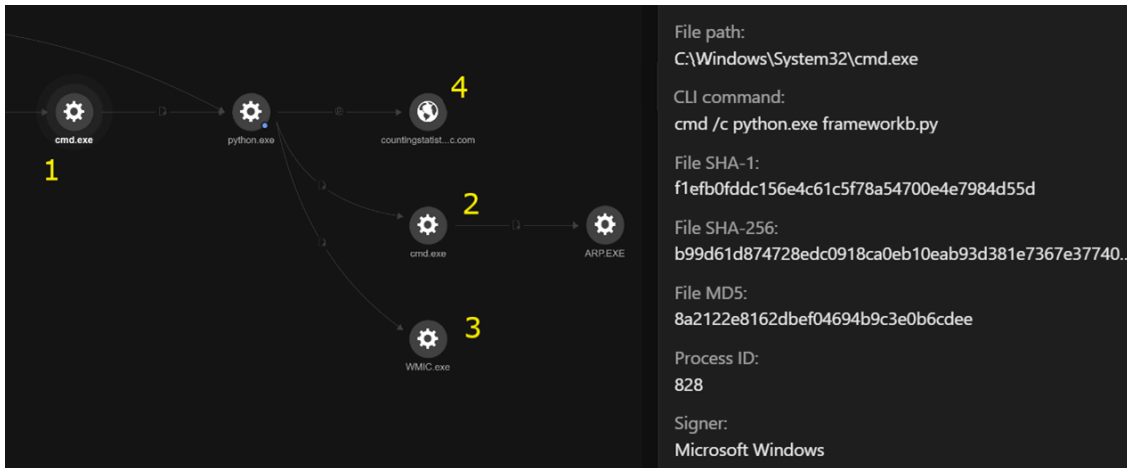 4
cmd.exe
python.exe
countingstatist...c.com
1
2
cmd.exe
ARP.EXE
3
WMIC.exe
File path:
C:\Windows\System32\cmd.exe
CLI command:
cmd /c python.exe frameworkb.py
File SHA-1:
f1efb0fddc156e4c61c5f78a54700e4e7984d55d
File SHA-256:
b99d61d874728edc0918ca0eb10eab93d381e7367e37740..
File MD5:
8a2122e8162dbef04694b9c3e0b6cdee
Process ID:
828
Signer:
Microsoft Windows